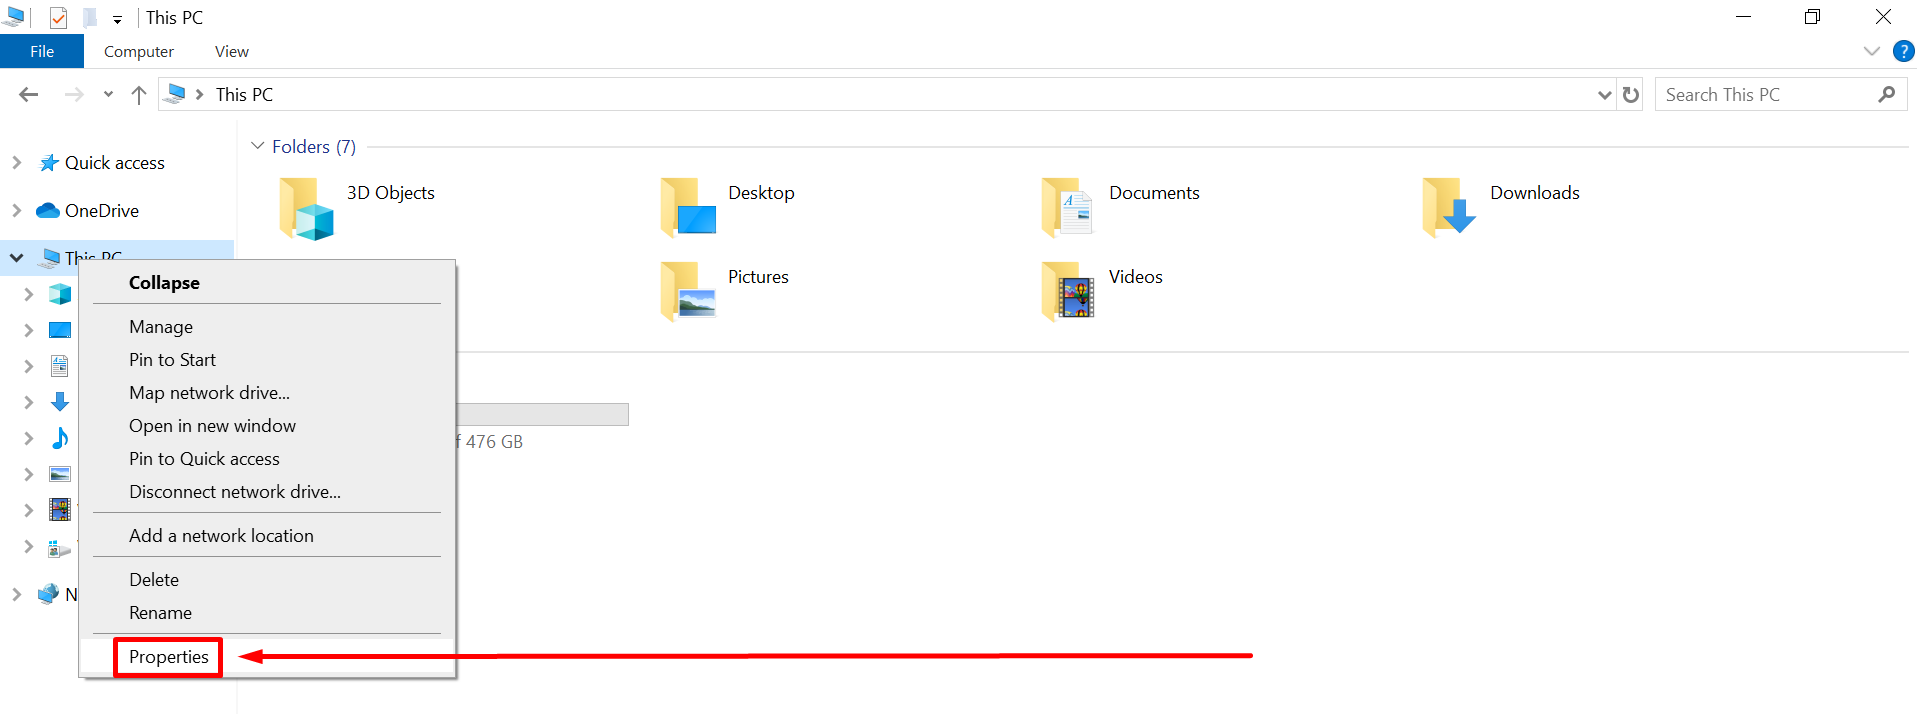 This PC
File Computer View
This PC
Search This PC
Quick access
OneDrive
This PC
N
Folders (7)
3D Objects
Desktop
Documents
Downloads
Pictures
Videos
f 476 GB
Collapse
Manage
Pin to Start
Map network drive...
Open in new window
Pin to Quick access
Disconnect network drive...
Add a network location
Delete
Rename
Properties